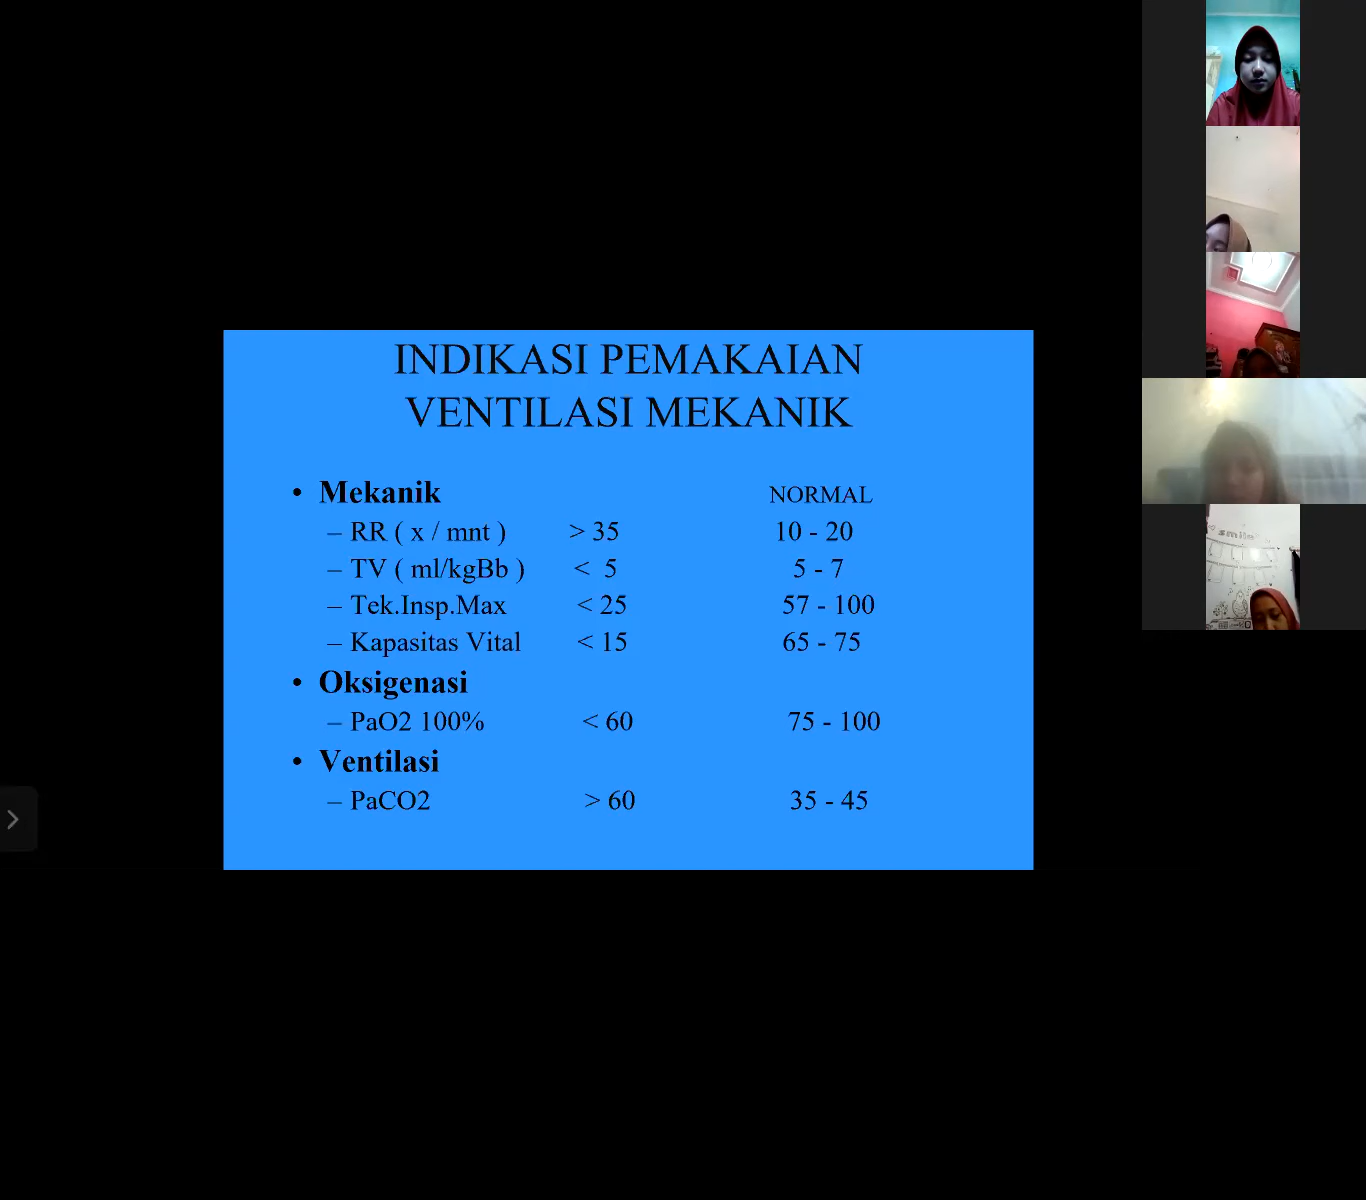 INDIKASI PEMAKAIAN
VENTILASI MEKANIK
• Mekanik NORMAL
– RR ( x / mnt ) > 35 10 - 20
– TV ( ml/kgBb ) < 5 5 - 7
– Tek.Insp.Max < 25 57 - 100
– Kapasitas Vital < 15 65 - 75
• Oksigenasi
– PaO2 100% < 60 75 - 100
• Ventilasi
– PaCO2 > 60 35 - 45
smile